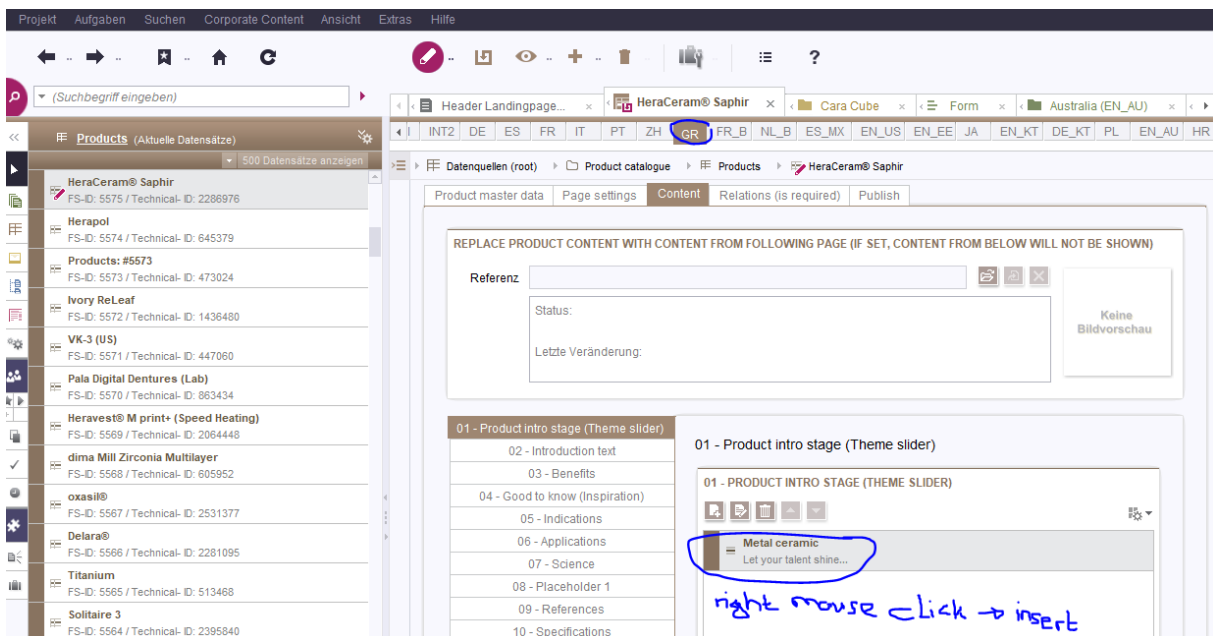 Projekt Aufgaben Suchen Corporate Content Ansicht Extras Hilfe
(Suchbegriff eingeben)
Header Landingpage... × HeraCeram® Saphir × Cara Cube × Form × Australia (EN_AU) ×
INT2 DE ES FR IT PT ZH GR FR_B NL_B ES_MX EN_US EN_EE JA EN_KT DE_KT PL EN_AU HR
Products (Aktuelle Datensätze)
500 Datensätze anzeigen
Datenquellen (root) Product catalogue Products HeraCeram® Saphir
Product master data Page settings Content Relations (is required) Publish
HeraCeram® Saphir
FS-ID: 5575 / Technical- ID: 2286976
Herapol
FS-ID: 5574 / Technical- ID: 645379
Products: #5573
FS-ID: 5573 / Technical- ID: 473024
Ivory ReLeaf
FS-ID: 5572 / Technical- ID: 1436480
VK-3 (US)
FS-ID: 5571 / Technical- ID: 447060
Pala Digital Dentures (Lab)
FS-ID: 5570 / Technical- ID: 863434
Heravest® M print+ (Speed Heating)
FS-ID: 5569 / Technical- ID: 2064448
dima Mill Zirconia Multilayer
FS-ID: 5568 / Technical- ID: 605952
oxasil®
FS-ID: 5567 / Technical- ID: 2531377
Delara®
FS-ID: 5566 / Technical- ID: 2281095
Titanium
FS-ID: 5565 / Technical- ID: 513468
Solitaire 3
FS-ID: 5564 / Technical- ID: 2395840
REPLACE PRODUCT CONTENT WITH CONTENT FROM FOLLOWING PAGE (IF SET, CONTENT FROM BELOW WILL NOT BE SHOWN)
Referenz
Status:
Letzte Veränderung:
Keine
Bildvorschau
01 - Product intro stage (Theme slider)
02 - Introduction text
03 - Benefits
04 - Good to know (Inspiration)
05 - Indications
06 - Applications
07 - Science
08 - Placeholder 1
09 - References
10 - Specifications
01 - Product intro stage (Theme slider)
01 - PRODUCT INTRO STAGE (THEME SLIDER)
Metal ceramic
Let your talent shine...
right mouse click → insert